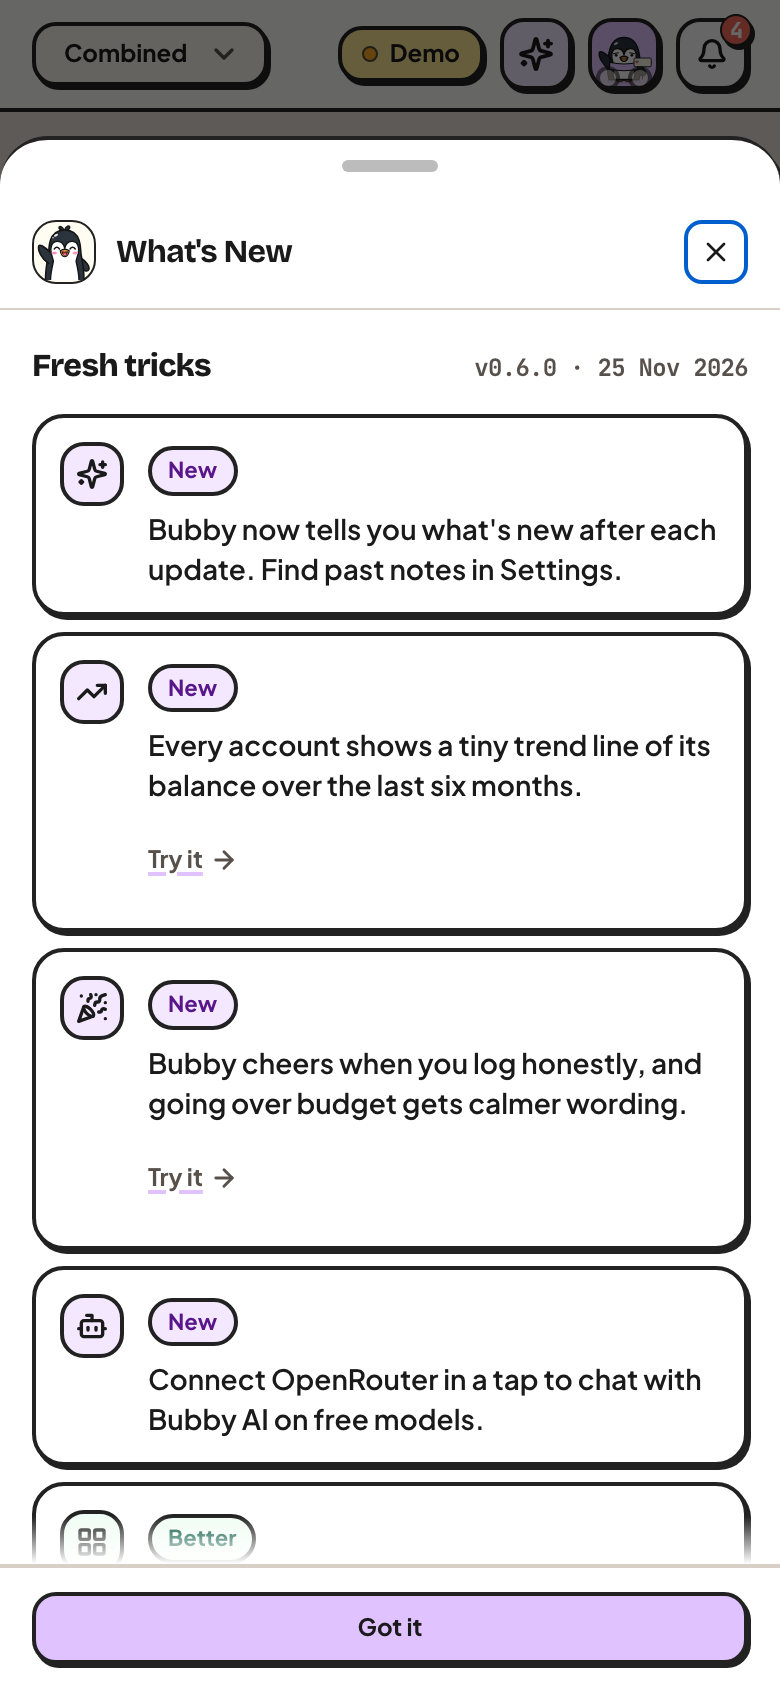 Combined
Demo
4
What's New
Fresh tricks
v0.6.0 · 25 Nov 2026
New
Bubby now tells you what's new after each
update. Find past notes in Settings.
New
Every account shows a tiny trend line of its
balance over the last six months.
Try it →
New
Bubby cheers when you log honestly, and
going over budget gets calmer wording.
Try it →
New
Connect OpenRouter in a tap to chat with
Bubby AI on free models.
Better
Got it